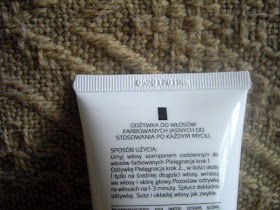 ODŻYWKA DO WŁOSÓW
FARBOWANYCH JASNYCH DO
STOSOWANIA PO KAŻDYM MYCIU.
SPOSÓB UŻYCIA:
Umyj włosy szamponem codziennym do
włosów farbowanych Pielęgnacja krok 1.
Odżywkę Pielęgnacja krok 2., w ilości około
1 łyżki na średniej długości włosy, wmasuj
we włosy i skórę głowy. Pozostaw odżywkę
na włosach na 1-3 minuty. Spłucz dokładnie
odżywkę. Susz i układaj włosy jak zwykle.